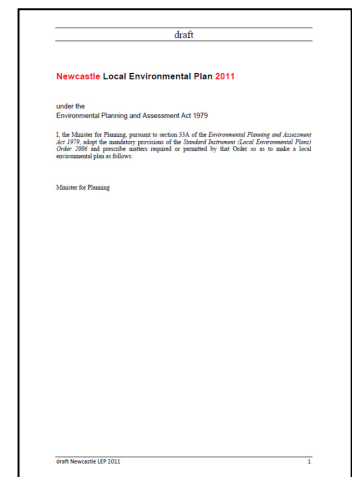 draft
Newcastle Local Environmental Plan 2011
under the
Environmental Planning and Assessment Act 1979
I, the Minister for Planning, pursuant to section 33A of the Environmental Planning and Assessment
Act 1979, adopt the mandatory provisions of the Standard Instrument (Local Environmental Plans)
Order 2006 and prescribe matters required or permitted by that Order so as to make a local
environmental plan as follows:
Minister for Planning
draft Newcastle LEP 2011 1